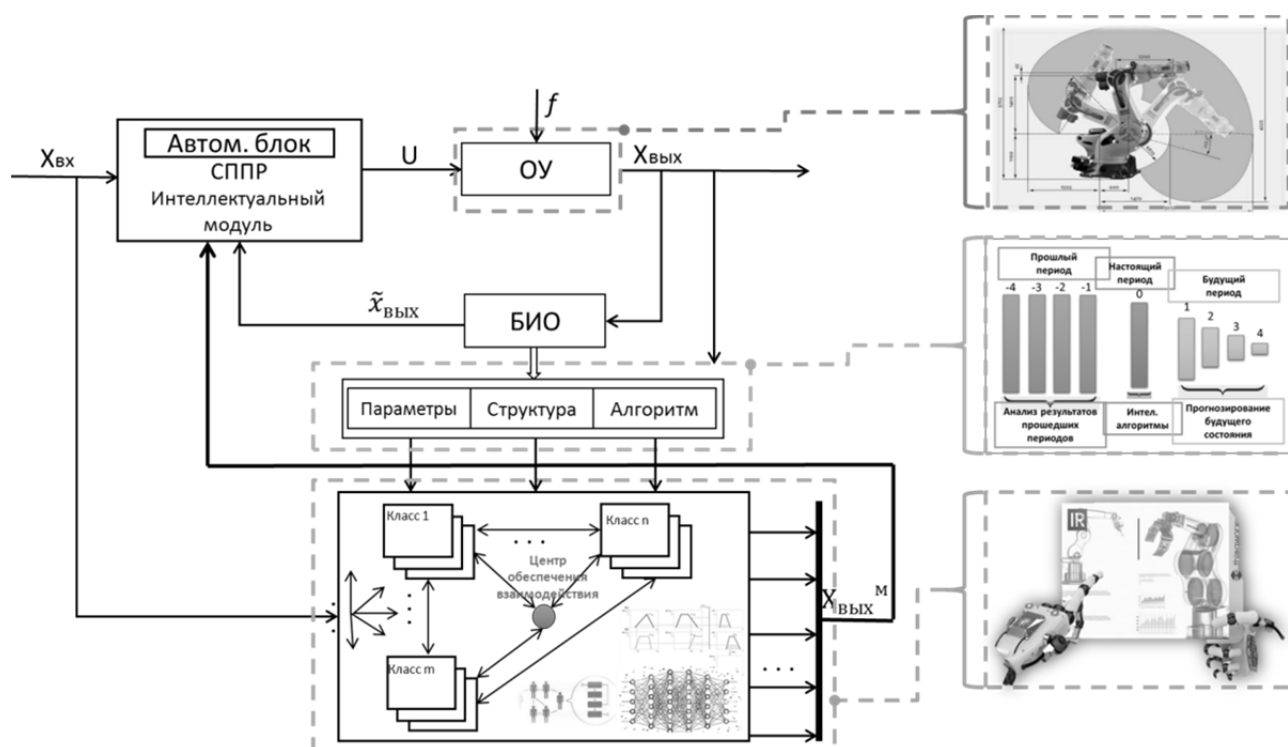 f
Xвх
Автом. блок
СППР
Интеллектуальный
модуль
U
ОУ
Xвых
x̃вых
БИО
Параметры
Структура
Алгоритм
Класс 1
Класс n
. . .
Центр
обеспечения
взаимодействия
Класс m
. . .
Xвых м
Прошлый
период
Настоящий
период
Будущий
период
-4 -3 -2 -1 0 1 2 3 4
Анализ результатов
прошедших
периодов
Интел.
алгоритмы
Прогнозирование
будущего
состояния
IR